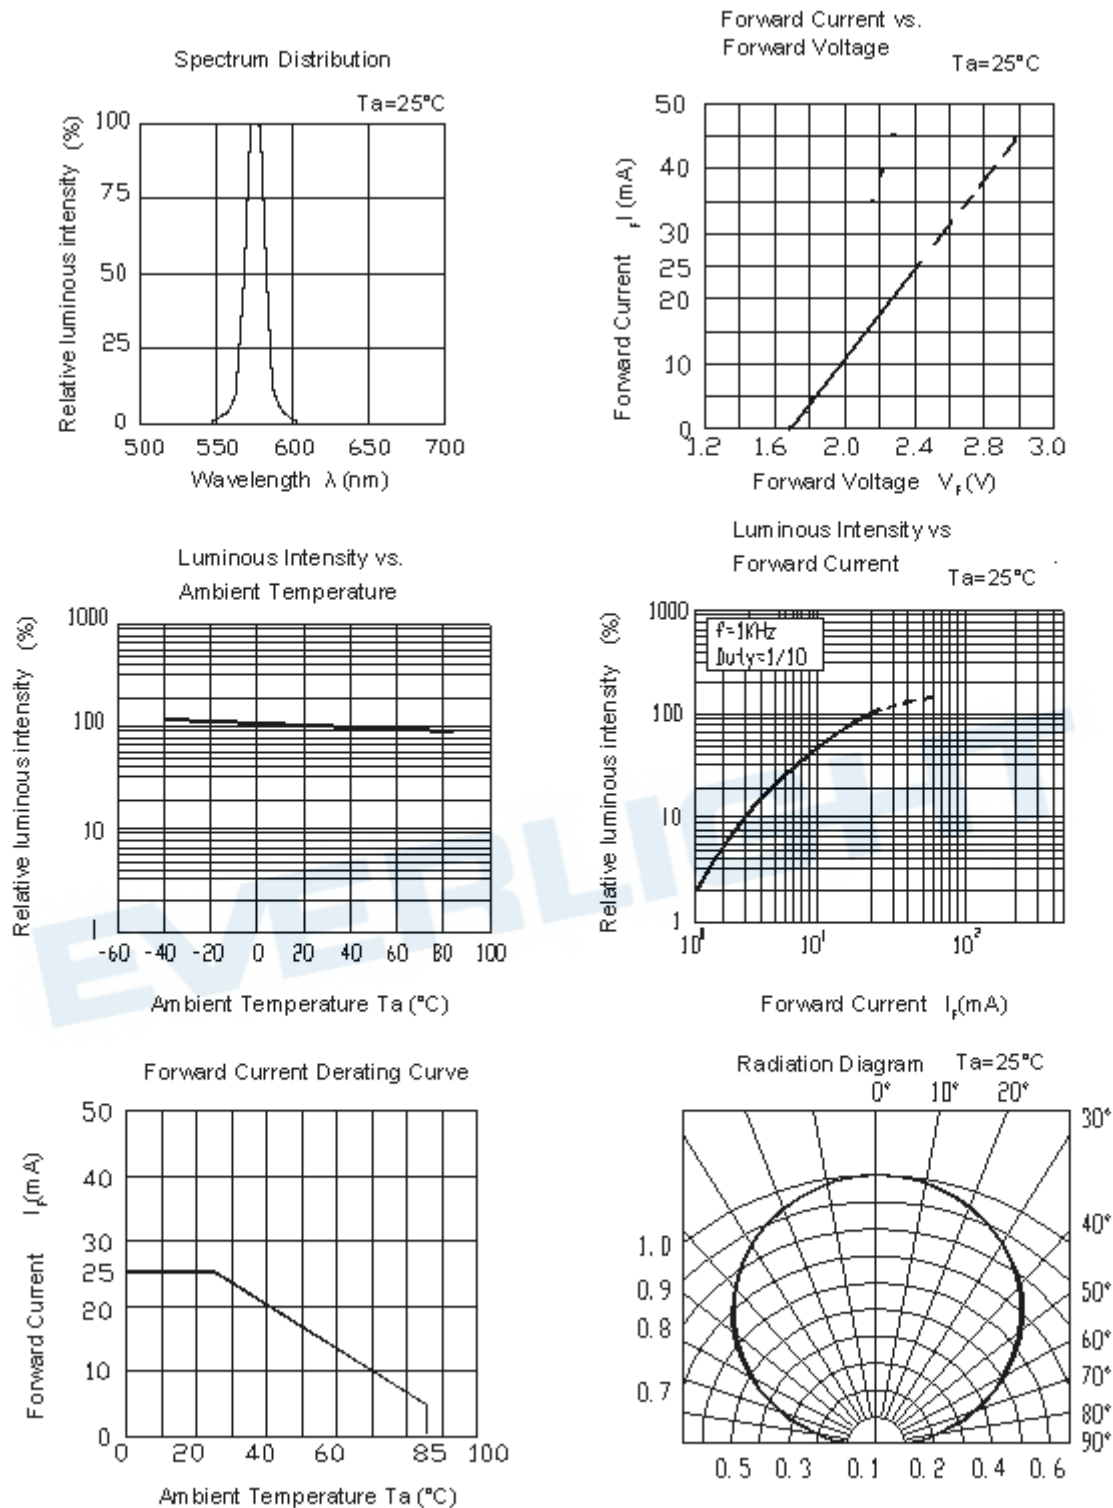 Spectrum Distribution
Ta=25°C
Relative luminous intensity (%)
100
75
50
25
0
500 550 600 650 700
Wavelength λ (nm)
Forward Current vs.
Forward Voltage
Ta=25°C
Forward Current FI (mA)
50
40
30
25
20
10
0
1.2 1.6 2.0 2.4 2.8 3.0
Forward Voltage VF (V)
Luminous Intensity vs.
Ambient Temperature
Relative luminous intensity (%)
1000
100
10
1
-60 -40 -20 0 20 40 60 80 100
Ambient Temperature Ta (°C)
Luminous Intensity vs
Forward Current
Ta=25°C
f=1KHz
Duty=1/10
Relative luminous intensity (%)
1000
100
10
1
10¹ 10²
Forward Current IF(mA)
EVERLIGHT
Forward Current Derating Curve
Forward Current IF(mA)
50
40
30
25
20
10
0
0 20 40 60 85 100
Ambient Temperature Ta (°C)
Radiation Diagram Ta=25°C
0° 10° 20°
30°
40°
50°
60°
70°
80°
90°
1.0
0.9
0.8
0.7
0.5 0.3 0.1 0.2 0.4 0.6